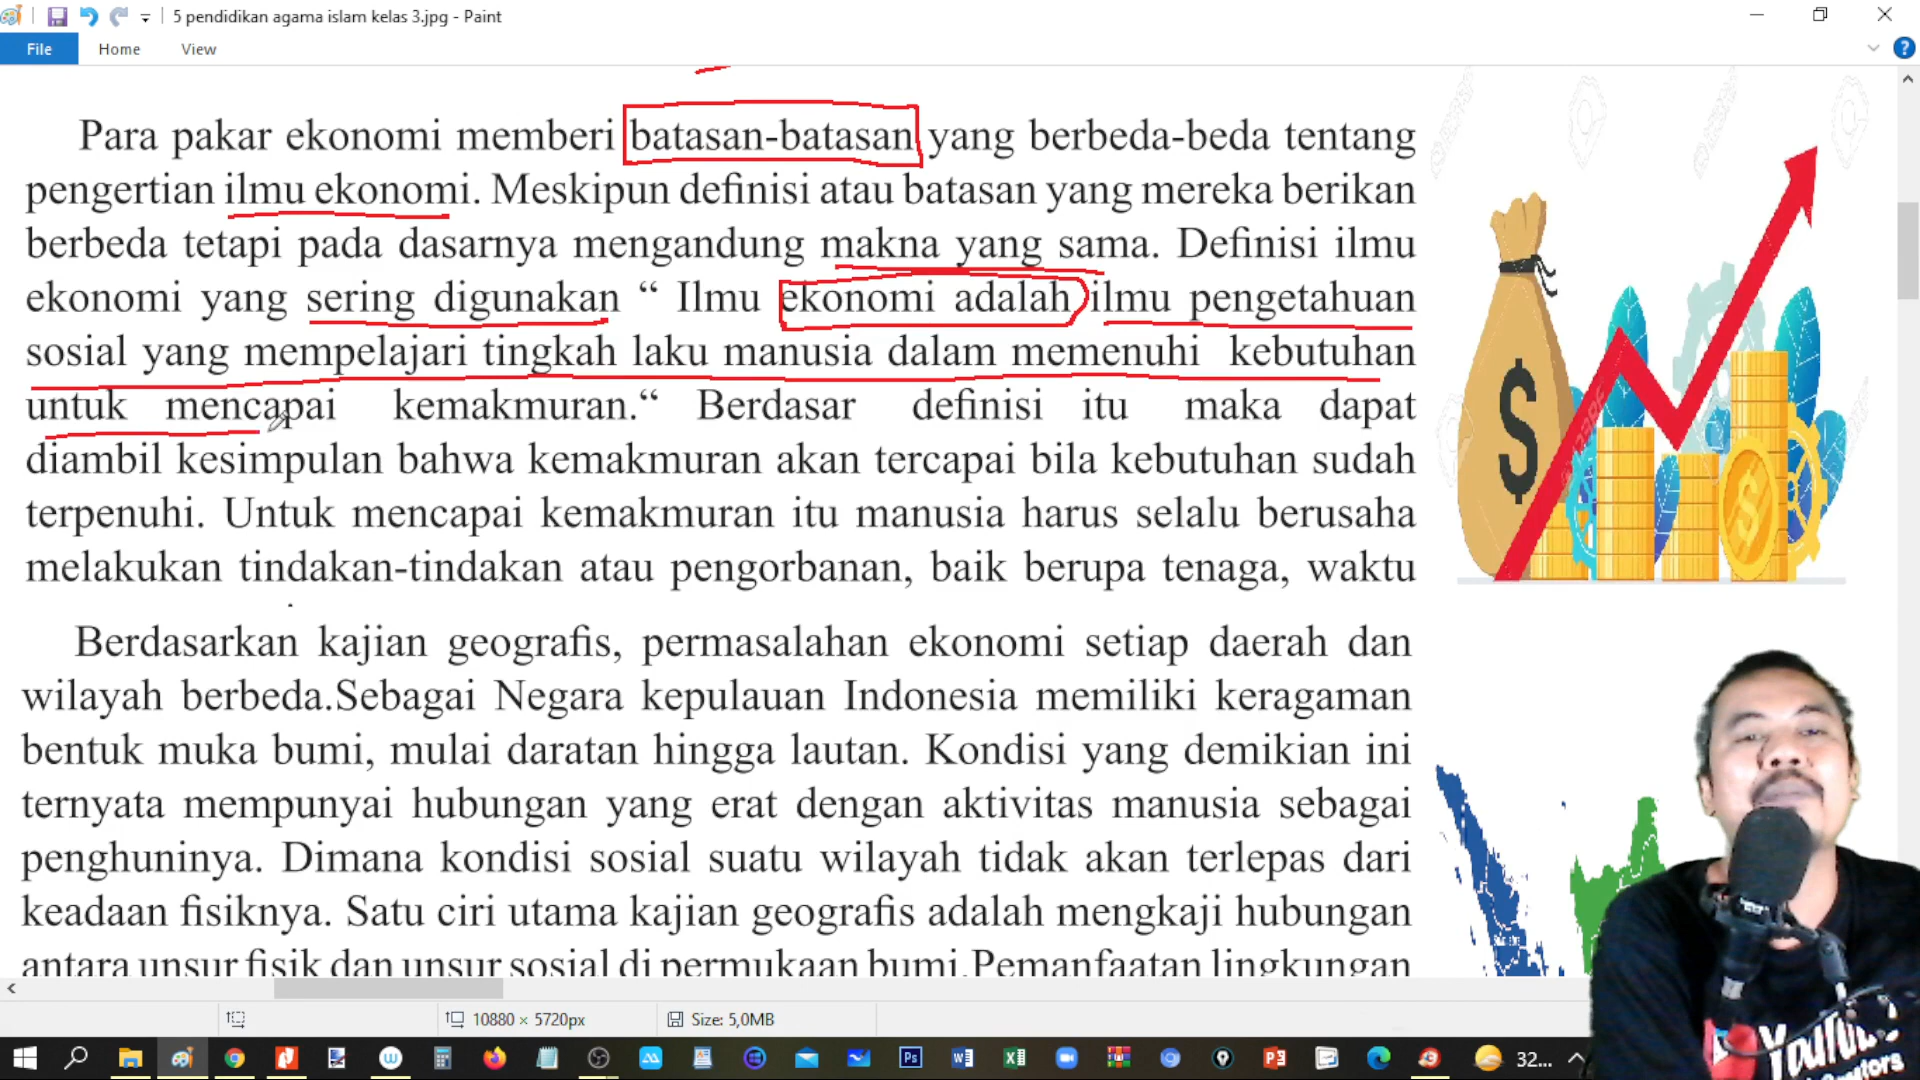 5 pendidikan agama islam kelas 3.jpg - Paint
File Home View
Para pakar ekonomi memberi batasan-batasan yang berbeda-beda tentang
pengertian ilmu ekonomi. Meskipun definisi atau batasan yang mereka berikan
berbeda tetapi pada dasarnya mengandung makna yang sama. Definisi ilmu
ekonomi yang sering digunakan “ Ilmu ekonomi adalah ilmu pengetahuan
sosial yang mempelajari tingkah laku manusia dalam memenuhi kebutuhan
untuk mencapai kemakmuran.“ Berdasar definisi itu maka dapat
diambil kesimpulan bahwa kemakmuran akan tercapai bila kebutuhan sudah
terpenuhi. Untuk mencapai kemakmuran itu manusia harus selalu berusaha
melakukan tindakan-tindakan atau pengorbanan, baik berupa tenaga, waktu
Berdasarkan kajian geografis, permasalahan ekonomi setiap daerah dan
wilayah berbeda.Sebagai Negara kepulauan Indonesia memiliki keragaman
bentuk muka bumi, mulai daratan hingga lautan. Kondisi yang demikian ini
ternyata mempunyai hubungan yang erat dengan aktivitas manusia sebagai
penghuninya. Dimana kondisi sosial suatu wilayah tidak akan terlepas dari
keadaan fisiknya. Satu ciri utama kajian geografis adalah mengkaji hubungan
antara unsur fisik dan unsur sosial di permukaan bumi.Pemanfaatan lingkungan
$
$
10880 × 5720px
Size: 5,0MB
YouTube
32...